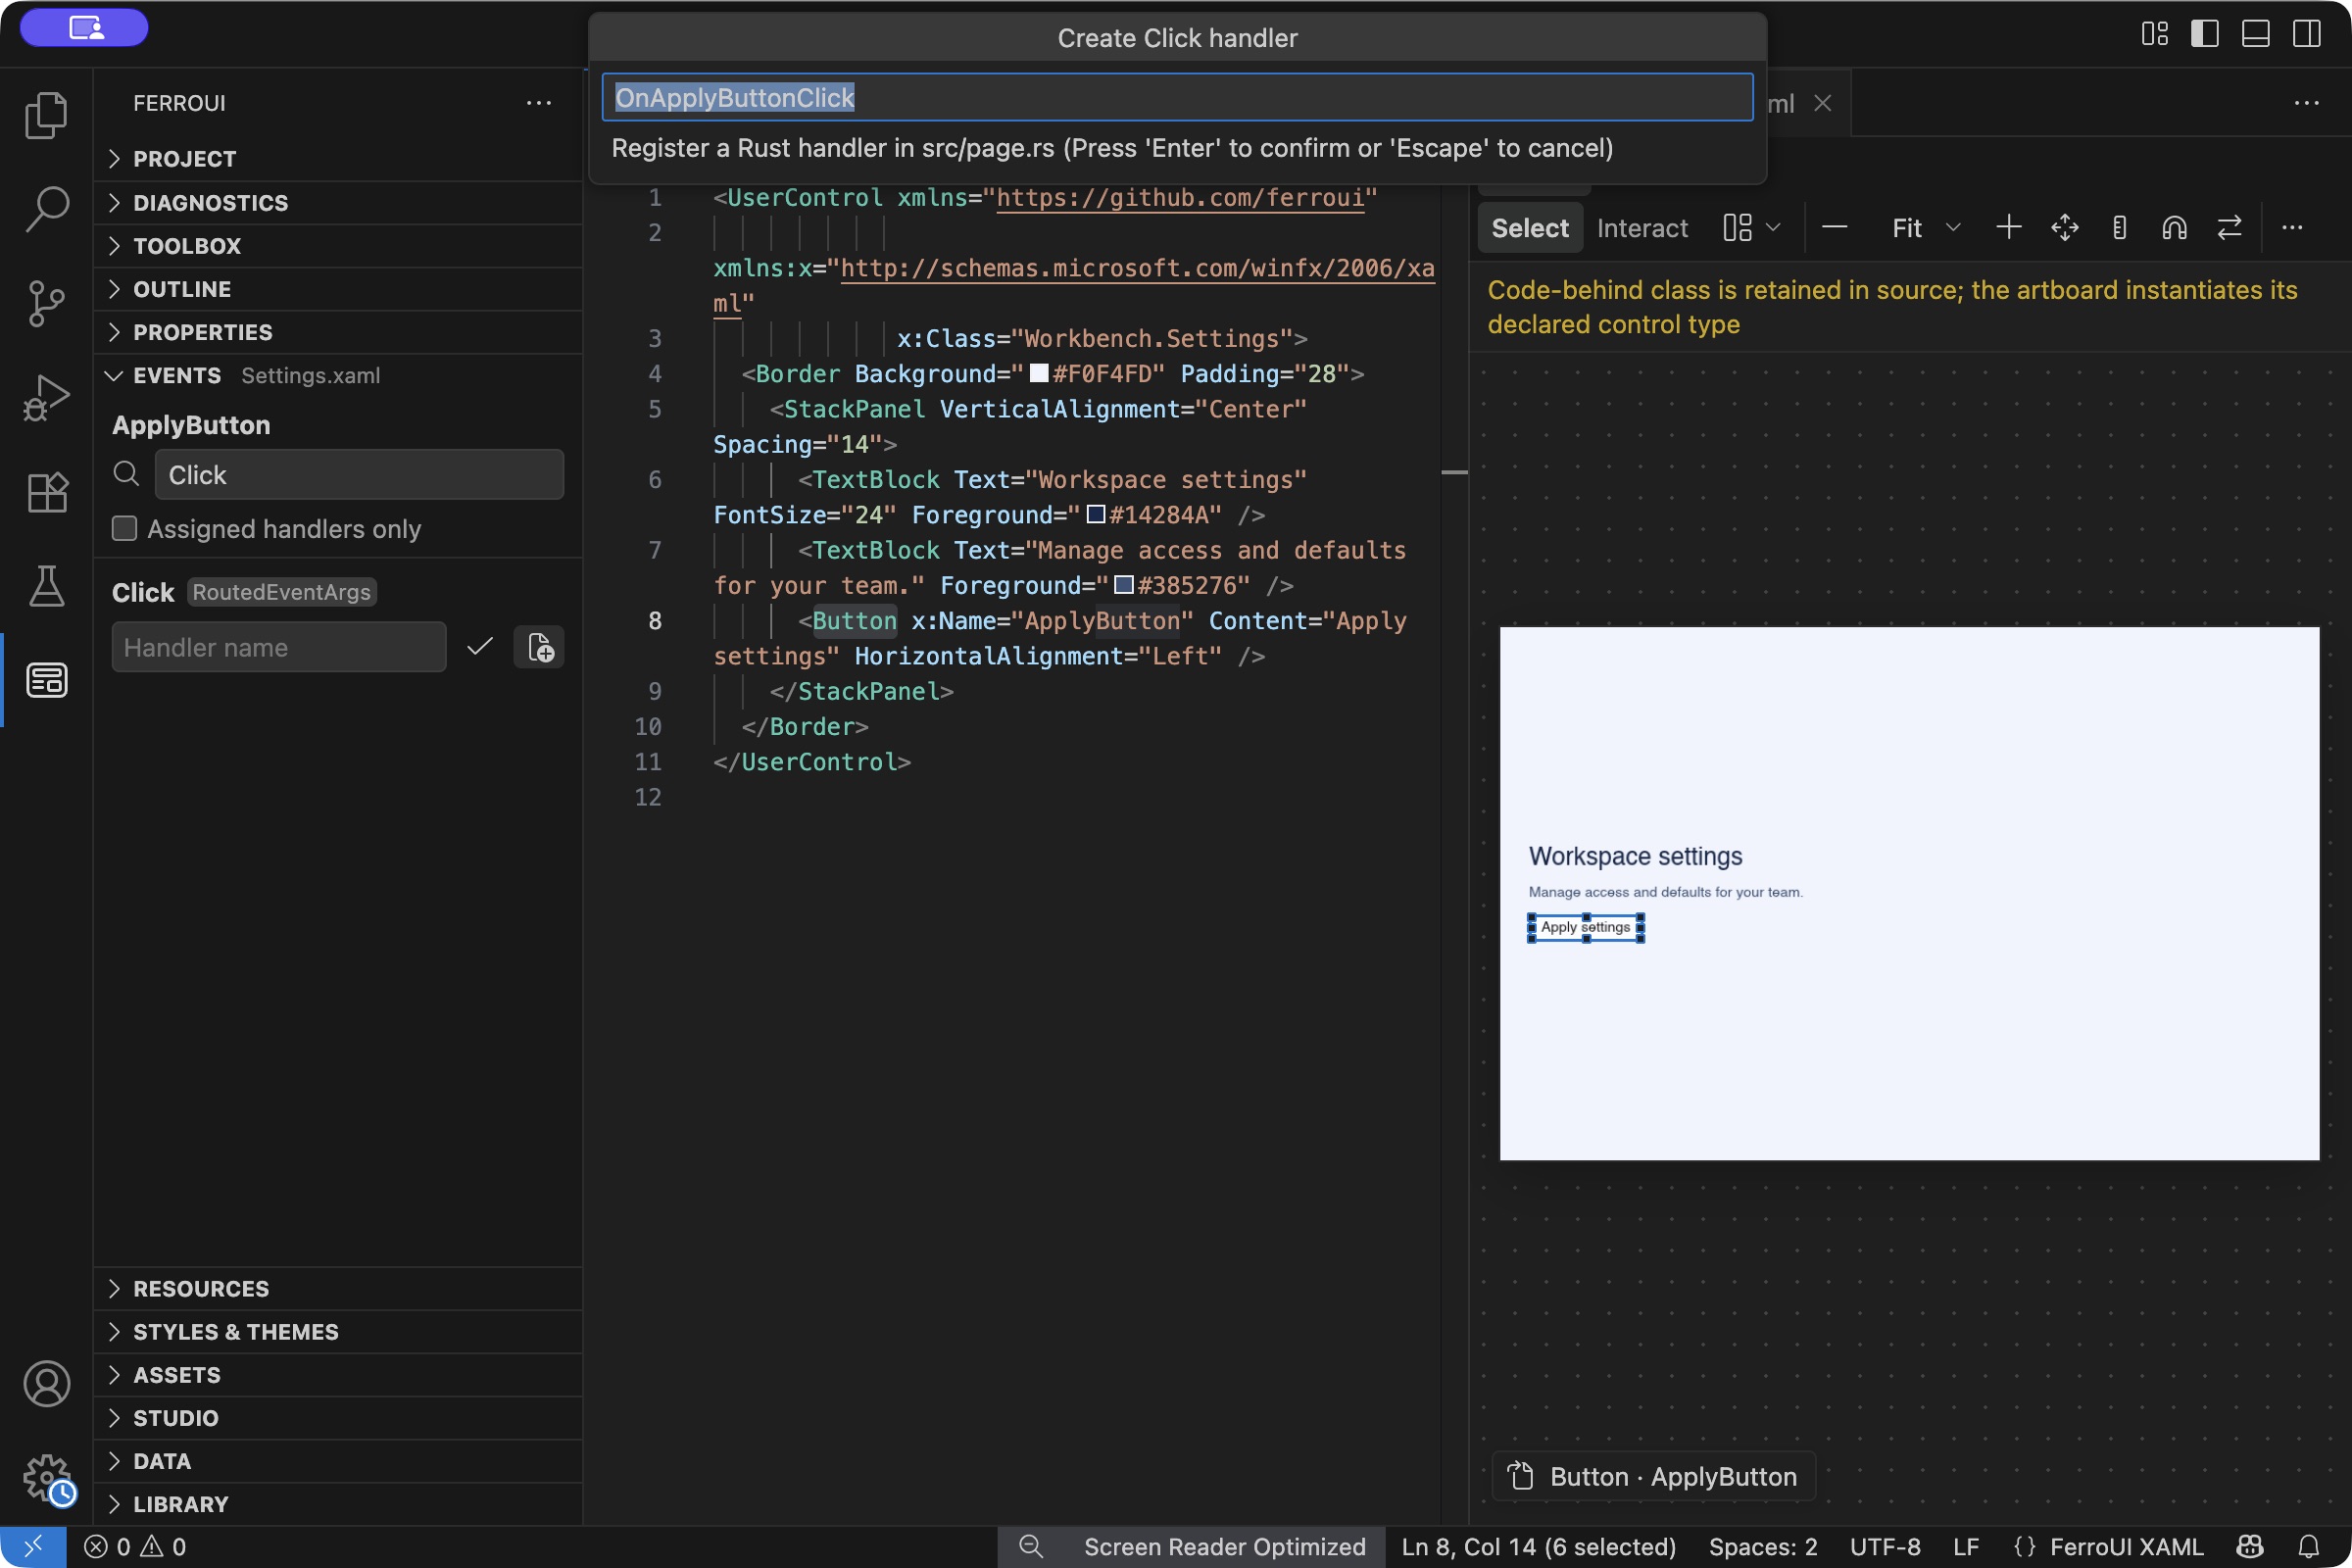 Create Click handler
OnApplyButtonClick
Register a Rust handler in src/page.rs (Press 'Enter' to confirm or 'Escape' to cancel)
FERROUI
PROJECT
DIAGNOSTICS
TOOLBOX
OUTLINE
PROPERTIES
EVENTS Settings.xaml
ApplyButton
Click
Assigned handlers only
Click RoutedEventArgs
Handler name
RESOURCES
STYLES & THEMES
ASSETS
STUDIO
DATA
LIBRARY
ml
1 <UserControl xmlns="https://github.com/ferroui"
2
xmlns:x="http://schemas.microsoft.com/winfx/2006/xa
ml"
3 x:Class="Workbench.Settings">
4 <Border Background="#F0F4FD" Padding="28">
5 <StackPanel VerticalAlignment="Center"
Spacing="14">
6 <TextBlock Text="Workspace settings"
FontSize="24" Foreground="#14284A" />
7 <TextBlock Text="Manage access and defaults
for your team." Foreground="#385276" />
8 <Button x:Name="ApplyButton" Content="Apply
settings" HorizontalAlignment="Left" />
9 </StackPanel>
10 </Border>
11 </UserControl>
12
Select Interact Fit
Code-behind class is retained in source; the artboard instantiates its
declared control type
Workspace settings
Manage access and defaults for your team.
Apply settings
Button · ApplyButton
0 0
Screen Reader Optimized
Ln 8, Col 14 (6 selected)
Spaces: 2
UTF-8
LF
{} FerroUI XAML